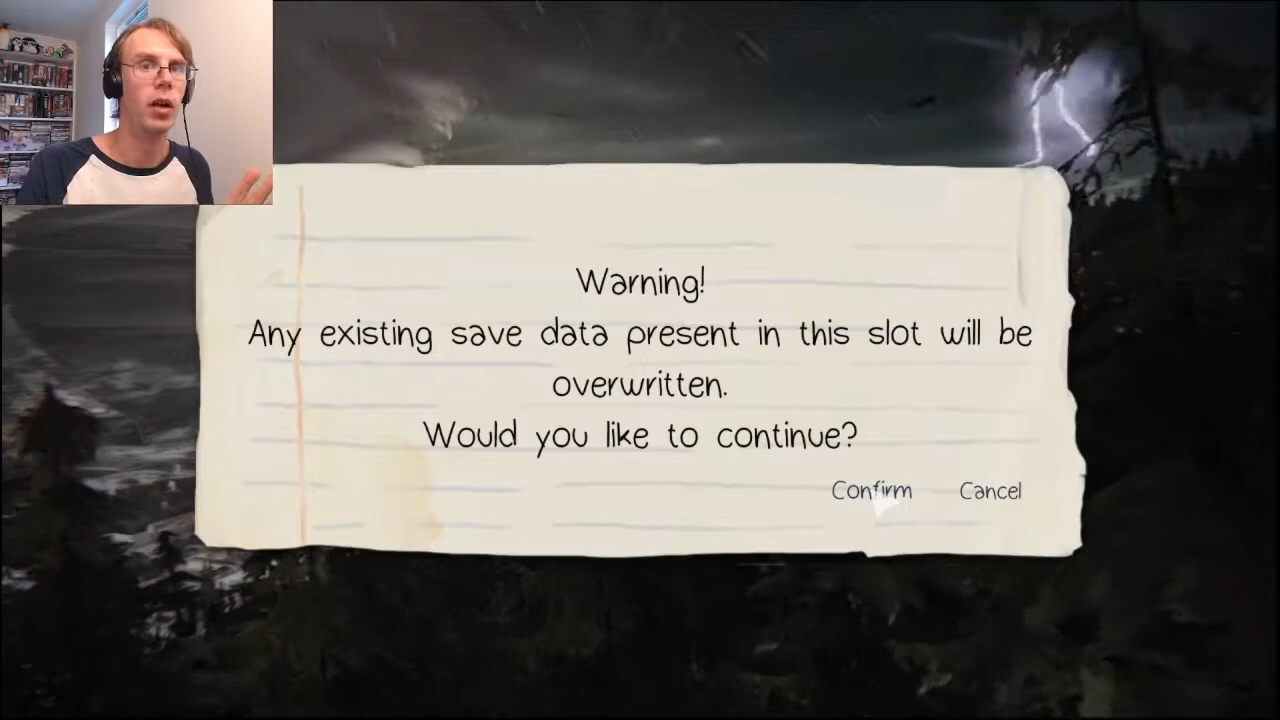 Warning!
Any existing save data present in this slot will be
overwritten.
Would you like to continue?
Confirm Cancel